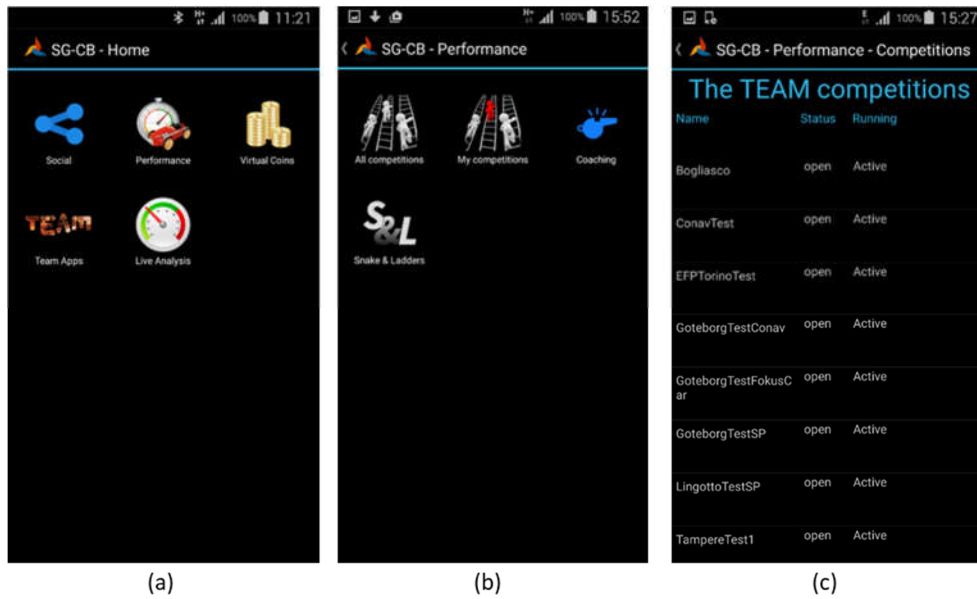 H+ 100% 11:21
SG-CB - Home
Social
Performance
Virtual Coins
TEAM
Team Apps
Live Analysis
(a)
H+ 100% 15:52
SG-CB - Performance
All competitions
My competitions
Coaching
S&L
Snake & Ladders
(b)
E 100% 15:27
SG-CB - Performance - Competitions
The TEAM competitions
Name Status Running
Bogliasco open Active
ConavTest open Active
EFPTorinoTest open Active
GoteborgTestConav open Active
GoteborgTestFokusC open Active
ar
GoteborgTestSP open Active
LingottoTestSP open Active
TampereTest1 open Active
(c)